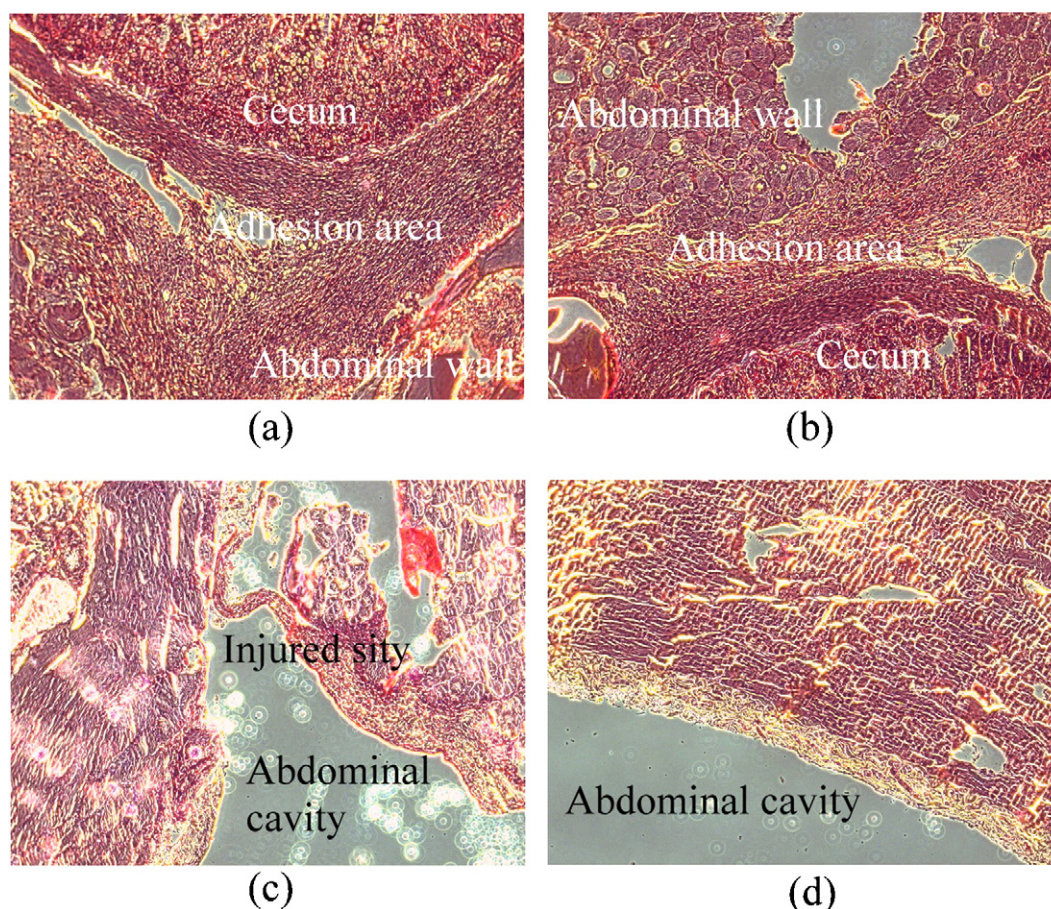 Cecum
Adhesion area
Abdominal wall
(a)
Abdominal wall
Adhesion area
Cecum
(b)
Injured sity
Abdominal
cavity
(c)
Abdominal cavity
(d)